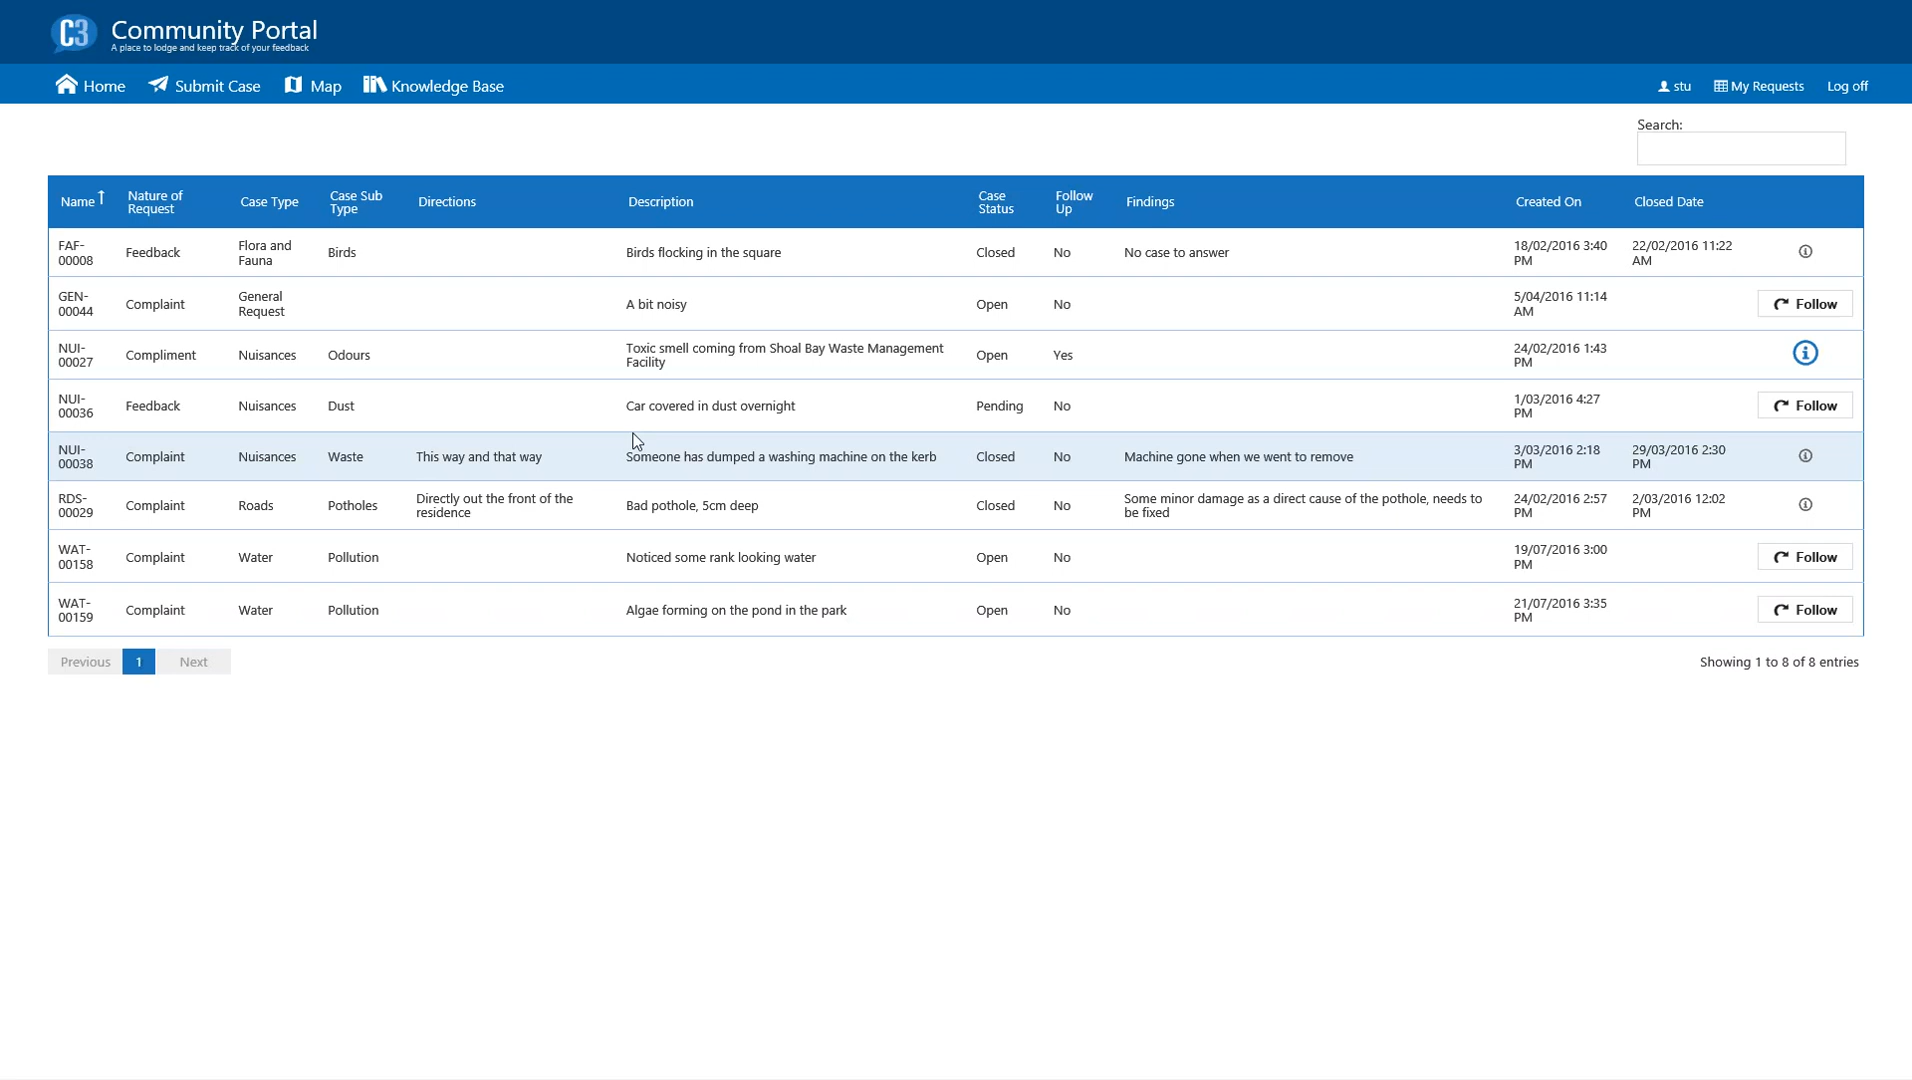 C3 Community Portal
A place to lodge and keep track of your feedback
Home Submit Case Map Knowledge Base stu My Requests Log off
Search:
Name Nature of Request Case Type Case Sub Type Directions Description Case Status Follow Up Findings Created On Closed Date
FAF-00008 Feedback Flora and Fauna Birds Birds flocking in the square Closed No No case to answer 18/02/2016 3:40 PM 22/02/2016 11:22 AM
GEN-00044 Complaint General Request A bit noisy Open No 5/04/2016 11:14 AM Follow
NUI-00027 Compliment Nuisances Odours Toxic smell coming from Shoal Bay Waste Management Facility Open Yes 24/02/2016 1:43 PM
NUI-00036 Feedback Nuisances Dust Car covered in dust overnight Pending No 1/03/2016 4:27 PM Follow
NUI-00038 Complaint Nuisances Waste This way and that way Someone has dumped a washing machine on the kerb Closed No Machine gone when we went to remove 3/03/2016 2:18 PM 29/03/2016 2:30 PM
RDS-00029 Complaint Roads Potholes Directly out the front of the residence Bad pothole, 5cm deep Closed No Some minor damage as a direct cause of the pothole, needs to be fixed 24/02/2016 2:57 PM 2/03/2016 12:02 PM
WAT-00158 Complaint Water Pollution Noticed some rank looking water Open No 19/07/2016 3:00 PM Follow
WAT-00159 Complaint Water Pollution Algae forming on the pond in the park Open No 21/07/2016 3:35 PM Follow
Previous 1 Next Showing 1 to 8 of 8 entries